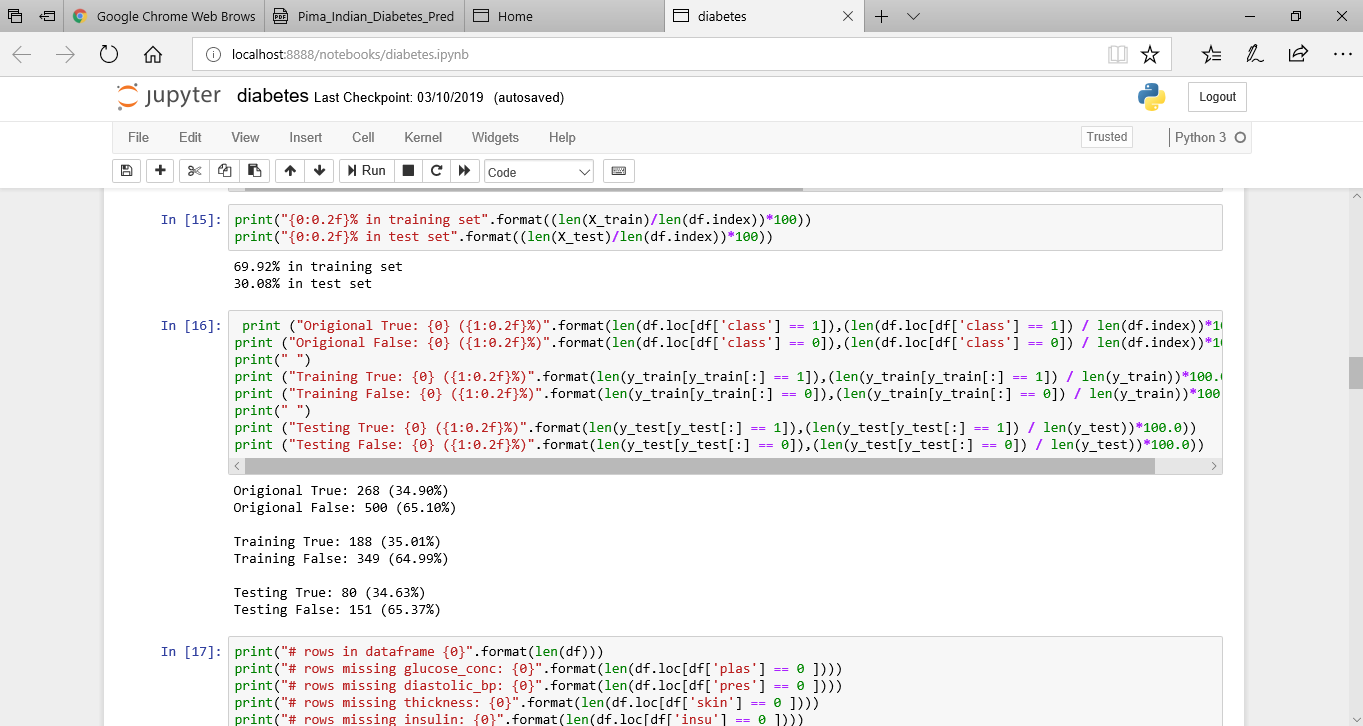 Google Chrome Web Brows
Pima_Indian_Diabetes_Pred
Home
diabetes
localhost:8888/notebooks/diabetes.ipynb
jupyter diabetes Last Checkpoint: 03/10/2019 (autosaved)
Logout
File Edit View Insert Cell Kernel Widgets Help
Trusted
Python 3
Run
Code
In [15]: print("{0:0.2f}% in training set".format((len(X_train)/len(df.index))*100))
print("{0:0.2f}% in test set".format((len(X_test)/len(df.index))*100))
69.92% in training set
30.08% in test set
In [16]: print ("Origional True: {0} ({1:0.2f}%)".format(len(df.loc[df['class'] == 1]),(len(df.loc[df['class'] == 1]) / len(df.index))*10
print ("Origional False: {0} ({1:0.2f}%)".format(len(df.loc[df['class'] == 0]),(len(df.loc[df['class'] == 0]) / len(df.index))*10
print(" ")
print ("Training True: {0} ({1:0.2f}%)".format(len(y_train[y_train[:] == 1]),(len(y_train[y_train[:] == 1]) / len(y_train))*100.0
print ("Training False: {0} ({1:0.2f}%)".format(len(y_train[y_train[:] == 0]),(len(y_train[y_train[:] == 0]) / len(y_train))*100
print(" ")
print ("Testing True: {0} ({1:0.2f}%)".format(len(y_test[y_test[:] == 1]),(len(y_test[y_test[:] == 1]) / len(y_test))*100.0))
print ("Testing False: {0} ({1:0.2f}%)".format(len(y_test[y_test[:] == 0]),(len(y_test[y_test[:] == 0]) / len(y_test))*100.0))
Origional True: 268 (34.90%)
Origional False: 500 (65.10%)
Training True: 188 (35.01%)
Training False: 349 (64.99%)
Testing True: 80 (34.63%)
Testing False: 151 (65.37%)
In [17]: print("# rows in dataframe {0}".format(len(df)))
print("# rows missing glucose_conc: {0}".format(len(df.loc[df['plas'] == 0 ])))
print("# rows missing diastolic_bp: {0}".format(len(df.loc[df['pres'] == 0 ])))
print("# rows missing thickness: {0}".format(len(df.loc[df['skin'] == 0 ])))
print("# rows missing insulin: {0}".format(len(df.loc[df['insu'] == 0 ])))